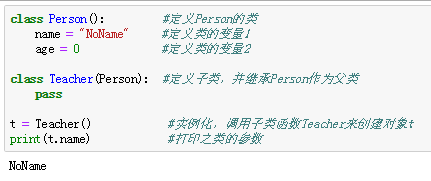 class Person():        #定义Person的类
    name = "NoName"    #定义类的变量1
    age = 0            #定义类的变量2
class Teacher(Person):  #定义子类，并继承Person作为父类
    pass
t = Teacher()           #实例化，调用子类函数Teacher来创建对象t
print(t.name)           #打印之类的参数
NoName